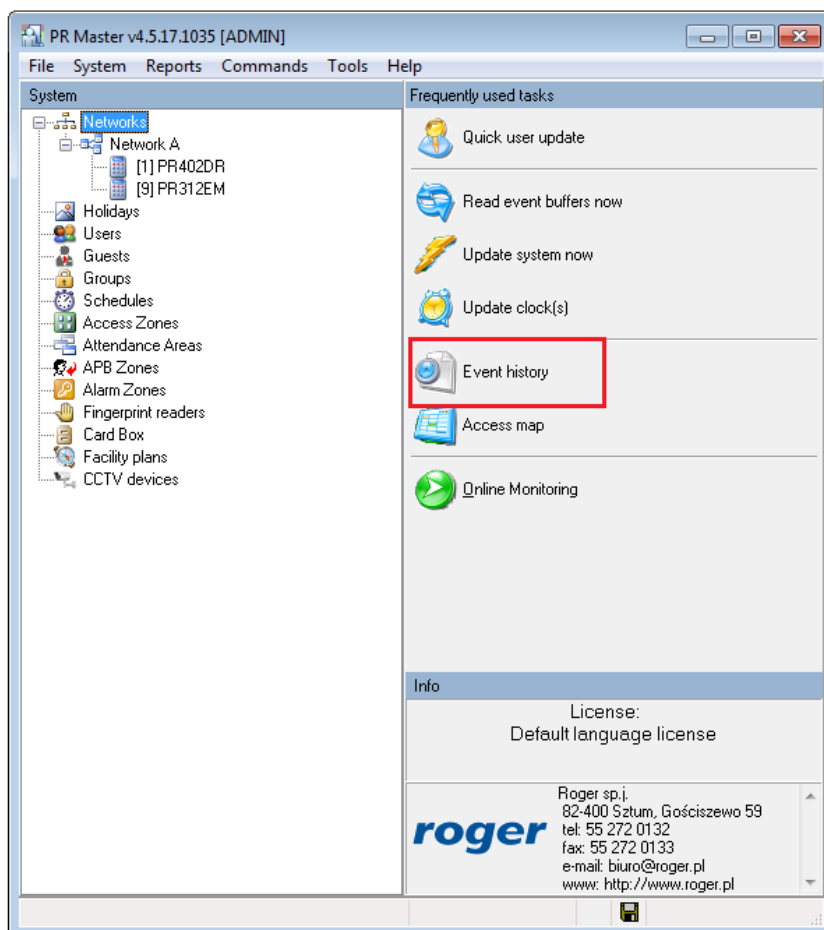 PR Master v4.5.17.1035 [ADMIN]
File System Reports Commands Tools Help
System
Networks
Network A
[1] PR402DR
[9] PR312EM
Holidays
Users
Guests
Groups
Schedules
Access Zones
Attendance Areas
APB Zones
Alarm Zones
Fingerprint readers
Card Box
Facility plans
CCTV devices
Frequently used tasks
Quick user update
Read event buffers now
Update system now
Update clock(s)
Event history
Access map
Online Monitoring
Info
License:
Default language license
roger
Roger sp.j.
82-400 Sztum, Gościszewo 59
tel: 55 272 0132
fax: 55 272 0133
e-mail: biuro@roger.pl
www: http://www.roger.pl